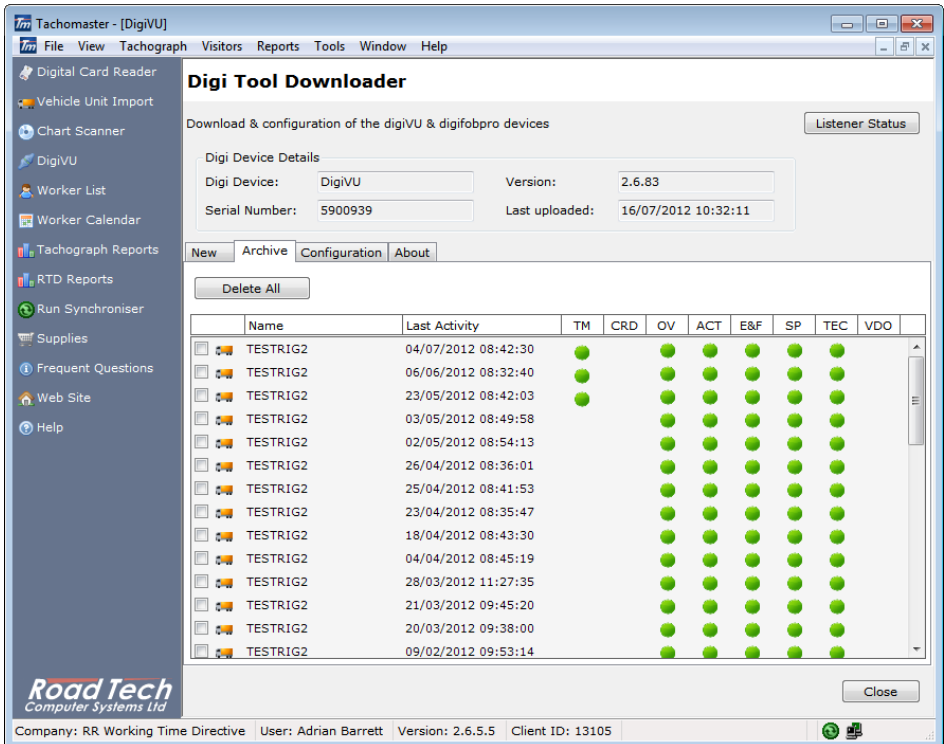 Tachomaster - [DigiVU]
File View Tachograph Visitors Reports Tools Window Help
Digital Card Reader
Vehicle Unit Import
Chart Scanner
DigiVU
Worker List
Worker Calendar
Tachograph Reports
RTD Reports
Run Synchroniser
Supplies
Frequent Questions
Web Site
Help
Digi Tool Downloader
Download & configuration of the digiVU & digifobpro devices
Listener Status
Digi Device Details
Digi Device: DigiVU Version: 2.6.83
Serial Number: 5900939 Last uploaded: 16/07/2012 10:32:11
New Archive Configuration About
Delete All
Name Last Activity TM CRD OV ACT E&F SP TEC VDO
TESTRIG2 04/07/2012 08:42:30
TESTRIG2 06/06/2012 08:32:40
TESTRIG2 23/05/2012 08:42:03
TESTRIG2 03/05/2012 08:49:58
TESTRIG2 02/05/2012 08:54:13
TESTRIG2 26/04/2012 08:36:01
TESTRIG2 25/04/2012 08:41:53
TESTRIG2 23/04/2012 08:35:47
TESTRIG2 18/04/2012 08:43:30
TESTRIG2 04/04/2012 08:45:19
TESTRIG2 28/03/2012 11:27:35
TESTRIG2 21/03/2012 09:45:20
TESTRIG2 20/03/2012 09:38:00
TESTRIG2 09/02/2012 09:53:14
Road Tech
Computer Systems Ltd
Close
Company: RR Working Time Directive User: Adrian Barrett Version: 2.6.5.5 Client ID: 13105